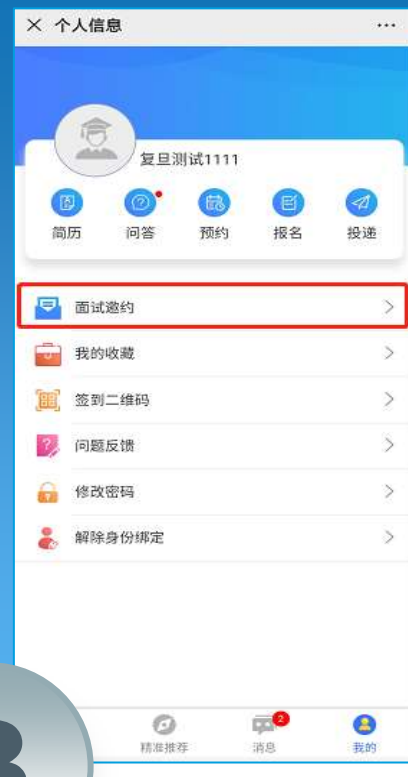 个人信息
复旦测试1111
简历 问答 预约 报名 投递
面试邀约
我的收藏
签到二维码
问题反馈
修改密码
解除身份绑定
2
精准推荐 消息 我的